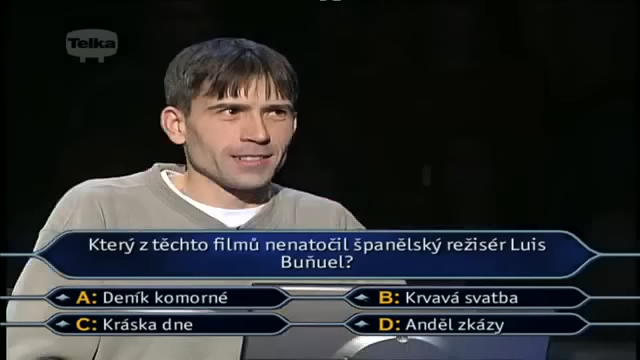 Telka
Který z těchto filmů nenatočil španělský režisér Luis
Buñuel?
A: Deník komorné
B: Krvavá svatba
C: Kráska dne
D: Anděl zkázy